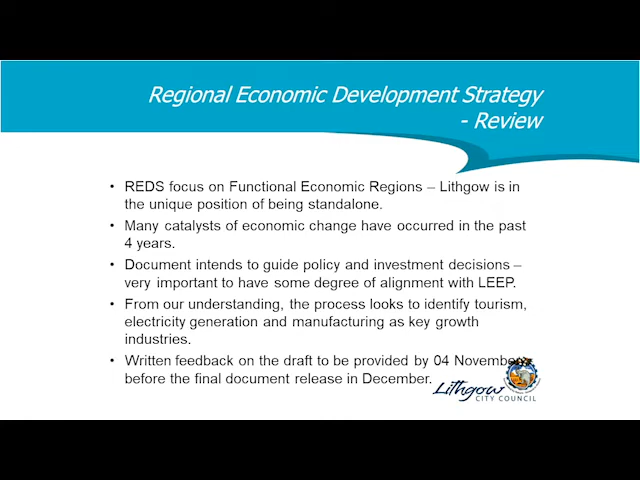 Regional Economic Development Strategy
- Review
• REDS focus on Functional Economic Regions – Lithgow is in
the unique position of being standalone.
• Many catalysts of economic change have occurred in the past
4 years.
• Document intends to guide policy and investment decisions –
very important to have some degree of alignment with LEEP.
• From our understanding, the process looks to identify tourism,
electricity generation and manufacturing as key growth
industries.
• Written feedback on the draft to be provided by 04 November
before the final document release in December.
Lithgow
CITY COUNCIL